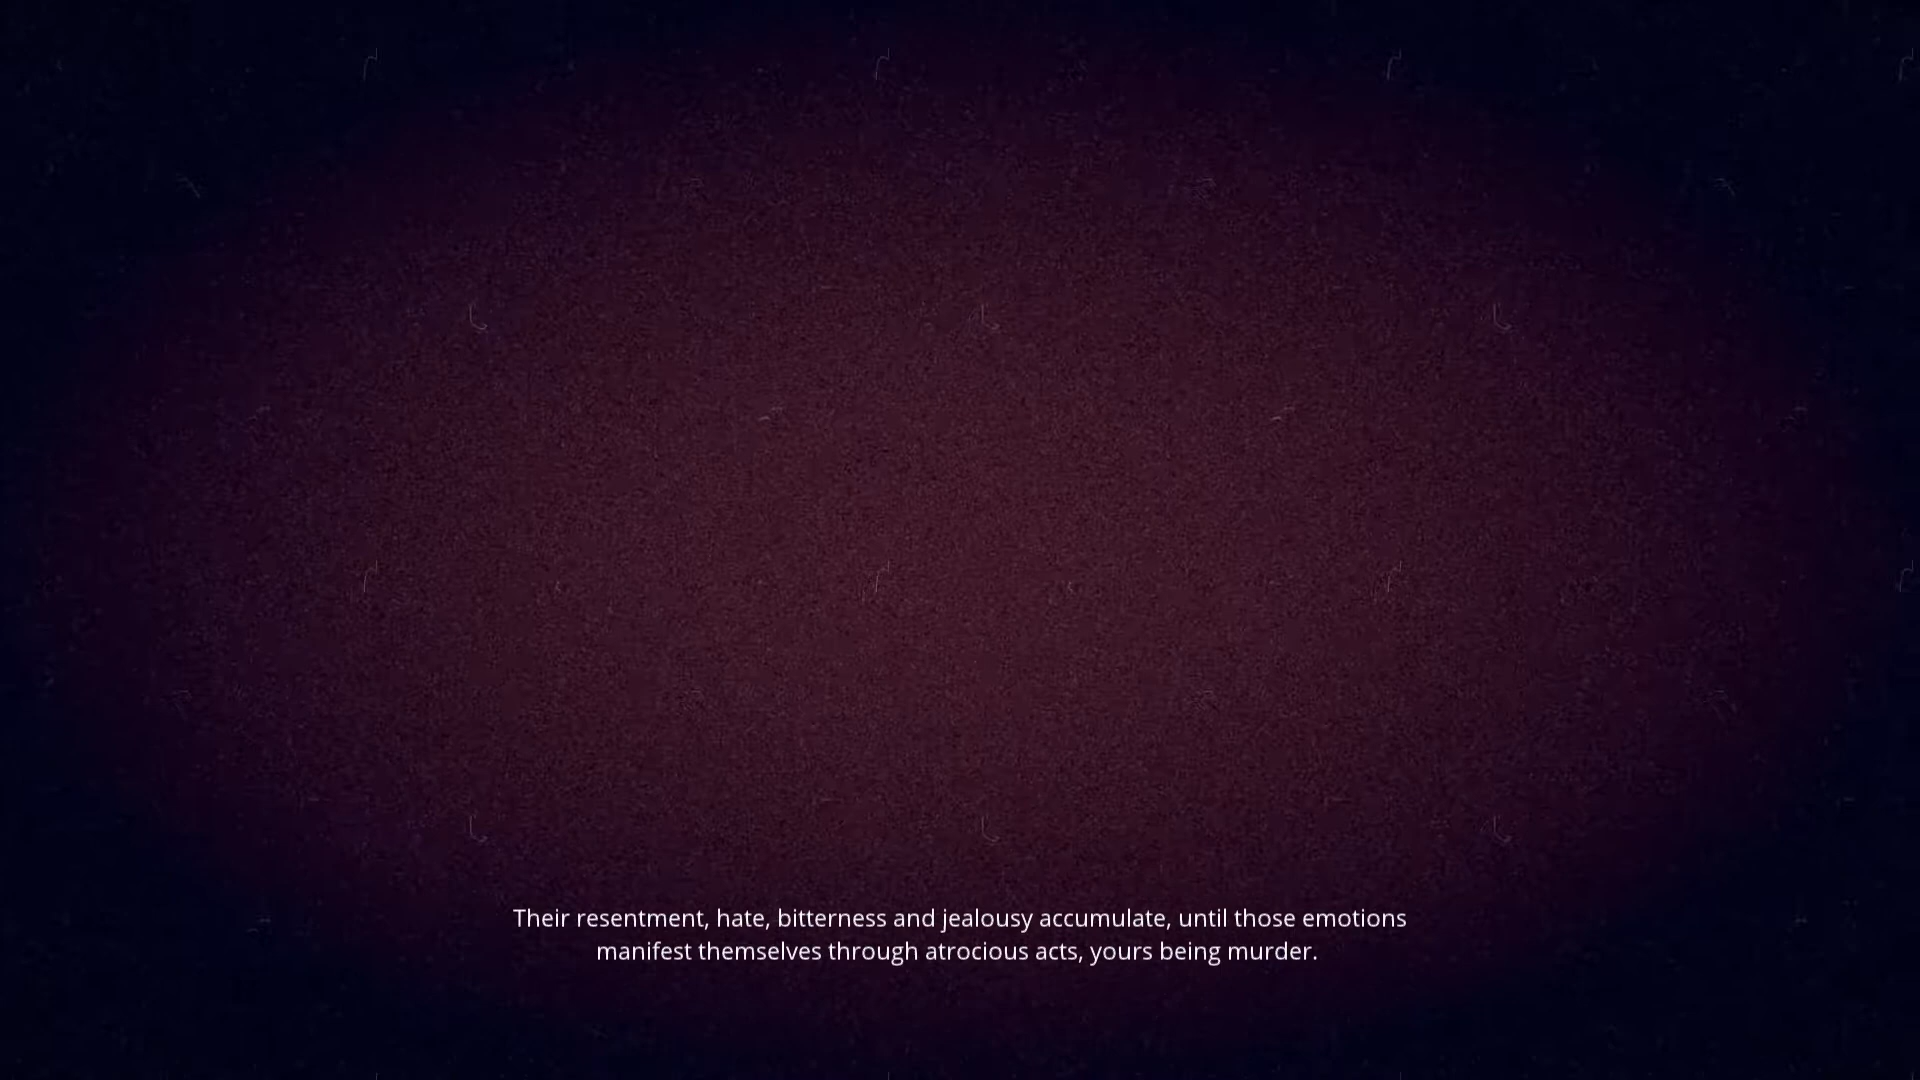 Their resentment, hate, bitterness and jealousy accumulate, until those emotions
manifest themselves through atrocious acts, yours being murder.